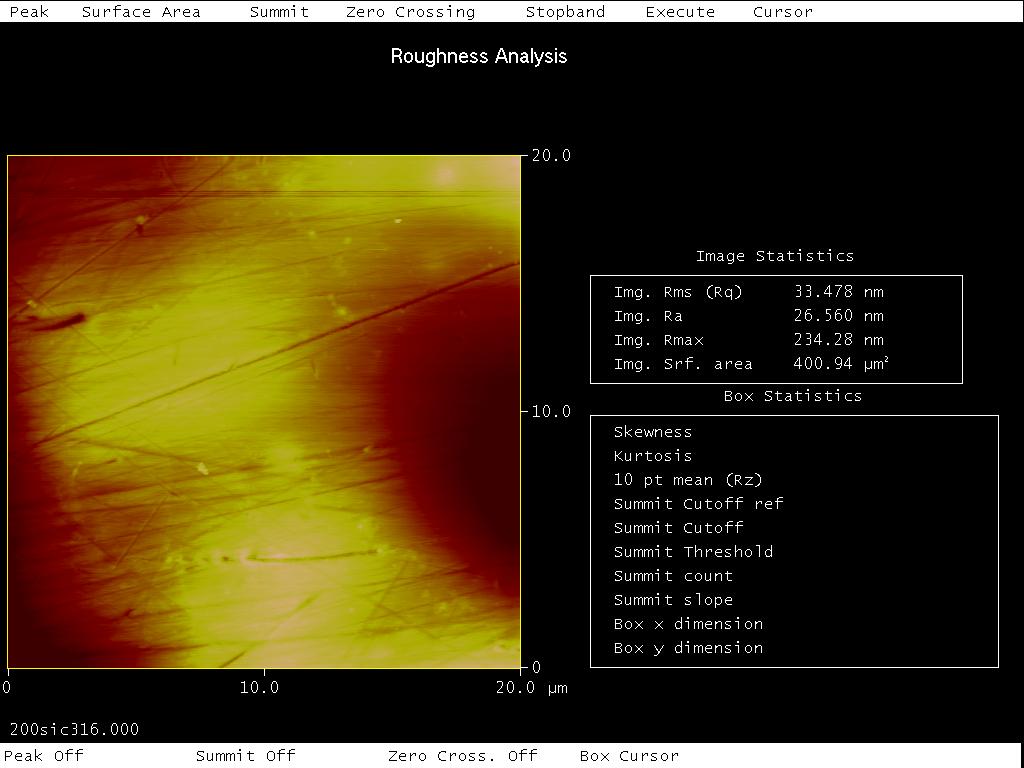 Peak Surface Area Summit Zero Crossing Stopband Execute Cursor
Roughness Analysis
20.0
10.0
0
0 10.0 20.0 µm
Image Statistics
Img. Rms (Rq) 33.478 nm
Img. Ra 26.560 nm
Img. Rmax 234.28 nm
Img. Srf. area 400.94 µm²
Box Statistics
Skewness
Kurtosis
10 pt mean (Rz)
Summit Cutoff ref
Summit Cutoff
Summit Threshold
Summit count
Summit slope
Box x dimension
Box y dimension
200sic316.000
Peak Off Summit Off Zero Cross. Off Box Cursor